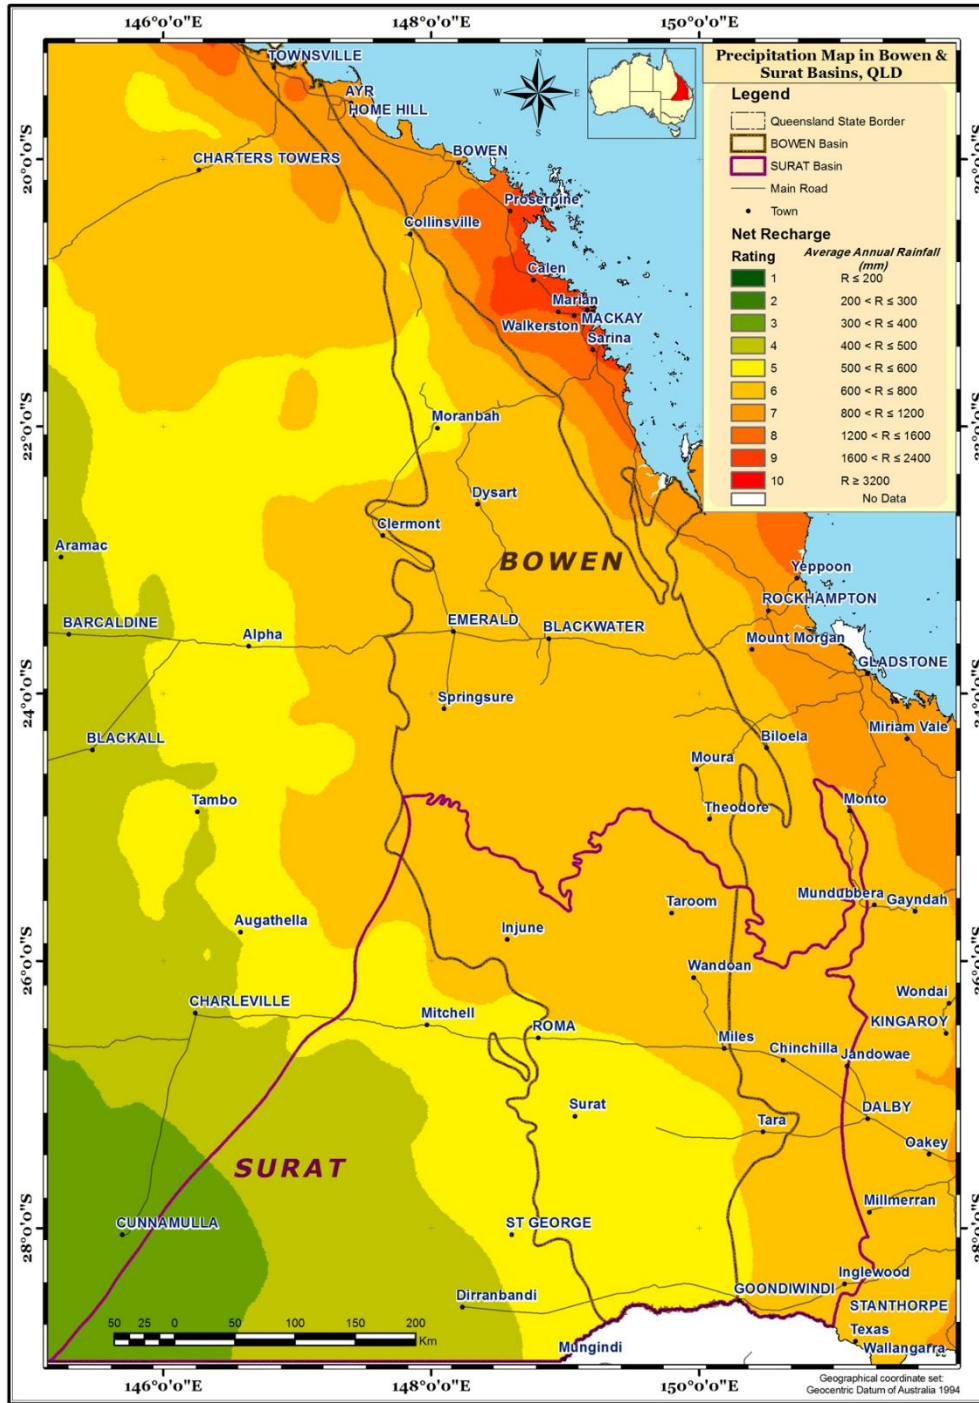 146°0'0"E 148°0'0"E 150°0'0"E
Precipitation Map in Bowen &
Surat Basins, QLD
Legend
Queensland State Border
BOWEN Basin
SURAT Basin
Main Road
Town
Net Recharge
Rating Average Annual Rainfall
(mm)
1 R ≤ 200
2 200 < R ≤ 300
3 300 < R ≤ 400
4 400 < R ≤ 500
5 500 < R ≤ 600
6 600 < R ≤ 800
7 800 < R ≤ 1200
8 1200 < R ≤ 1600
9 1600 < R ≤ 2400
10 R ≥ 3200
No Data
N
W E
S
TOWNSVILLE
AYR
HOME HILL
20°0'0"S
CHARTERS TOWERS
BOWEN
Proserpine
Collinsville
Calen
Marian
MACKAY
Walkerston
Sarina
22°0'0"S
Moranbah
Dysart
Clermont
Aramac
BOWEN
Yeppoon
ROCKHAMPTON
BARCALDINE
Alpha
EMERALD
BLACKWATER
Mount Morgan
GLADSTONE
24°0'0"S
Springsure
BLACKALL
Miriam Vale
Biloela
Moura
Tambo
Theodore
Monto
Mundubbera
Gayndah
Augathella
Taroom
Injune
26°0'0"S
Wandoan
CHARLEVILLE
Mitchell
ROMA
Wondai
KINGAROY
Miles
Chinchilla
Jandowae
Surat
Tara
DALBY
Oakey
SURAT
Millmerran
CUNNAMULLA
ST GEORGE
28°0'0"S
Inglewood
Dirranbandi
GOONDIWINDI
STANTHORPE
Texas
Wallangarra
Mungindi
50 25 0 50 100 150 200
Km
Geographical coordinate set:
Geocentric Datum of Australia 1994
146°0'0"E 148°0'0"E 150°0'0"E